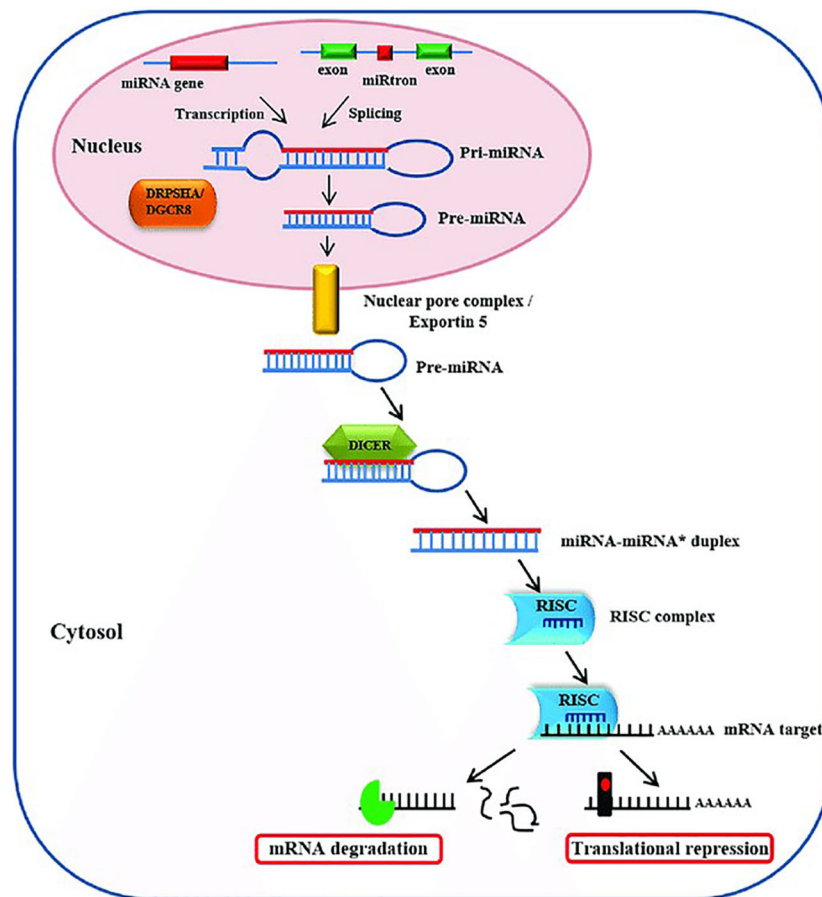 miRNA gene
exon
miRtron
exon
Transcription
Splicing
Nucleus
Pri-miRNA
DRPSHA/
DGCR8
Pre-miRNA
Nuclear pore complex /
Exportin 5
Pre-miRNA
DICER
miRNA-miRNA* duplex
RISC
RISC complex
Cytosol
RISC
AAAAAA mRNA target
AAAAAA
mRNA degradation
Translational repression